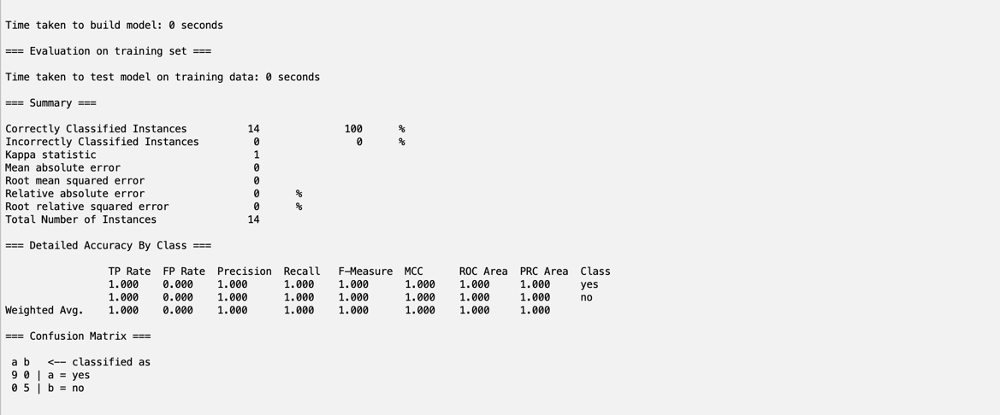 Time taken to build model: 0 seconds
=== Evaluation on training set ===
Time taken to test model on training data: 0 seconds
=== Summary ===
Correctly Classified Instances          14              100      %
Incorrectly Classified Instances         0                0      %
Kappa statistic                          1
Mean absolute error                      0
Root mean squared error                  0
Relative absolute error                  0      %
Root relative squared error              0      %
Total Number of Instances               14
=== Detailed Accuracy By Class ===
                 TP Rate  FP Rate  Precision  Recall   F-Measure  MCC      ROC Area  PRC Area  Class
                 1.000    0.000    1.000      1.000    1.000      1.000    1.000     1.000     yes
                 1.000    0.000    1.000      1.000    1.000      1.000    1.000     1.000     no
Weighted Avg.    1.000    0.000    1.000      1.000    1.000      1.000    1.000     1.000
=== Confusion Matrix ===
 a b   <-- classified as
 9 0 | a = yes
 0 5 | b = no